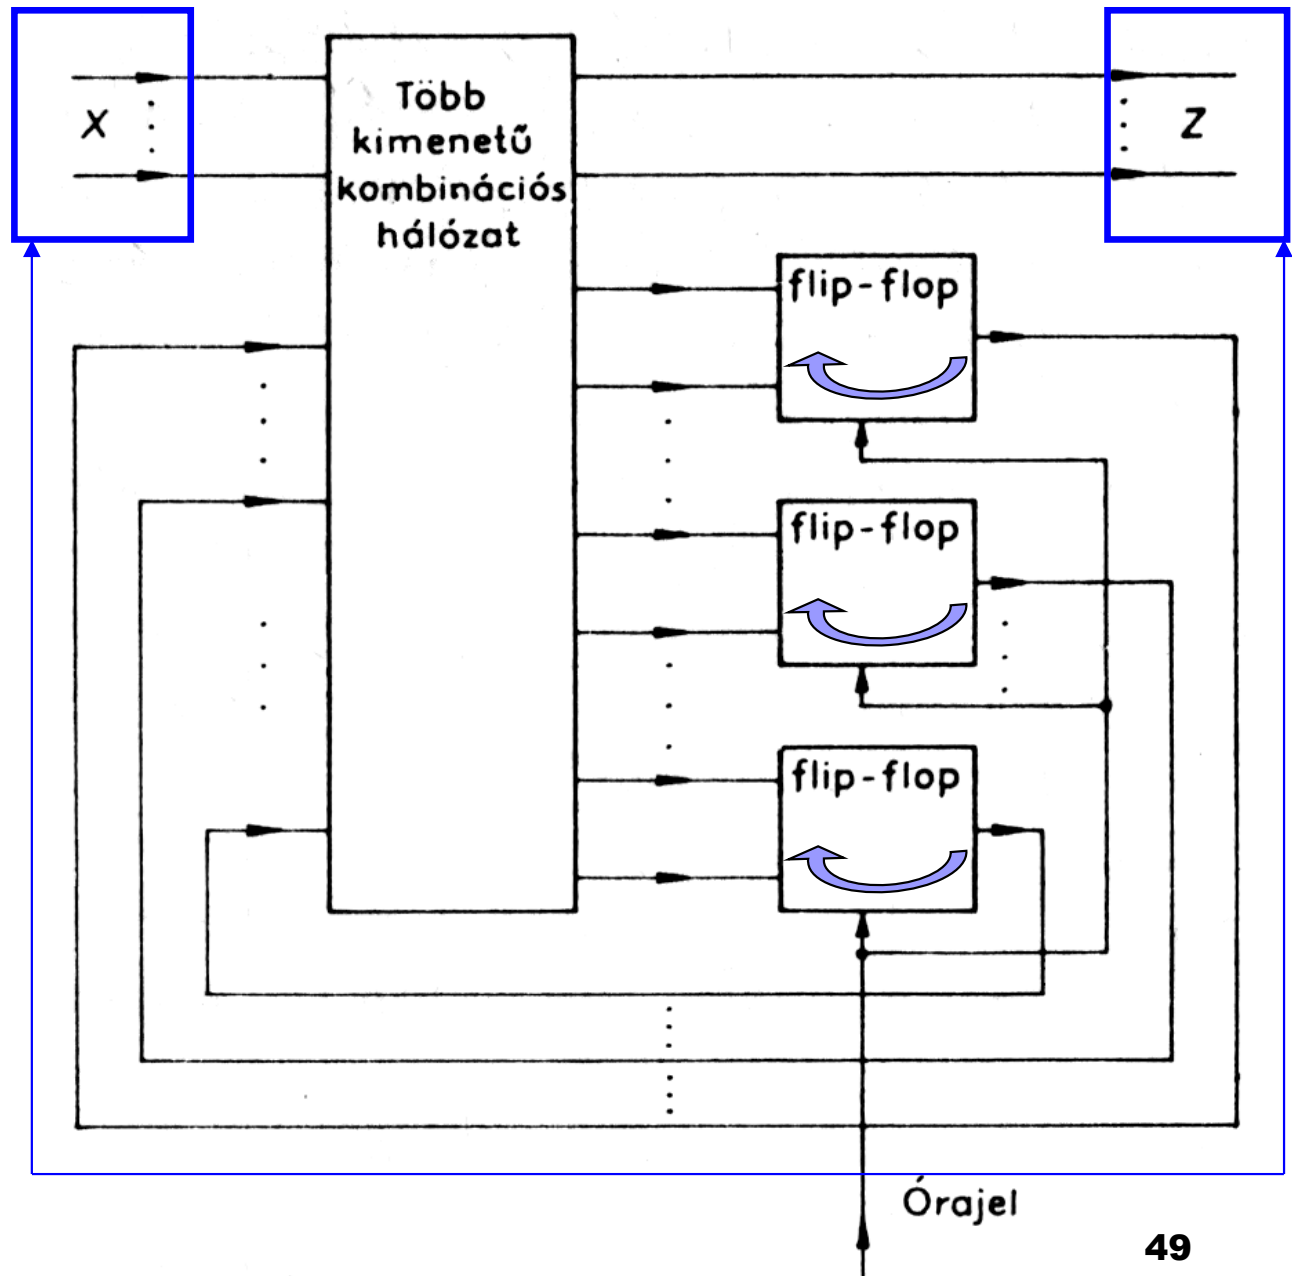 X
Több
kimenetű
kombinációs
hálózat
Z
flip-flop
flip-flop
flip-flop
Órajel
49